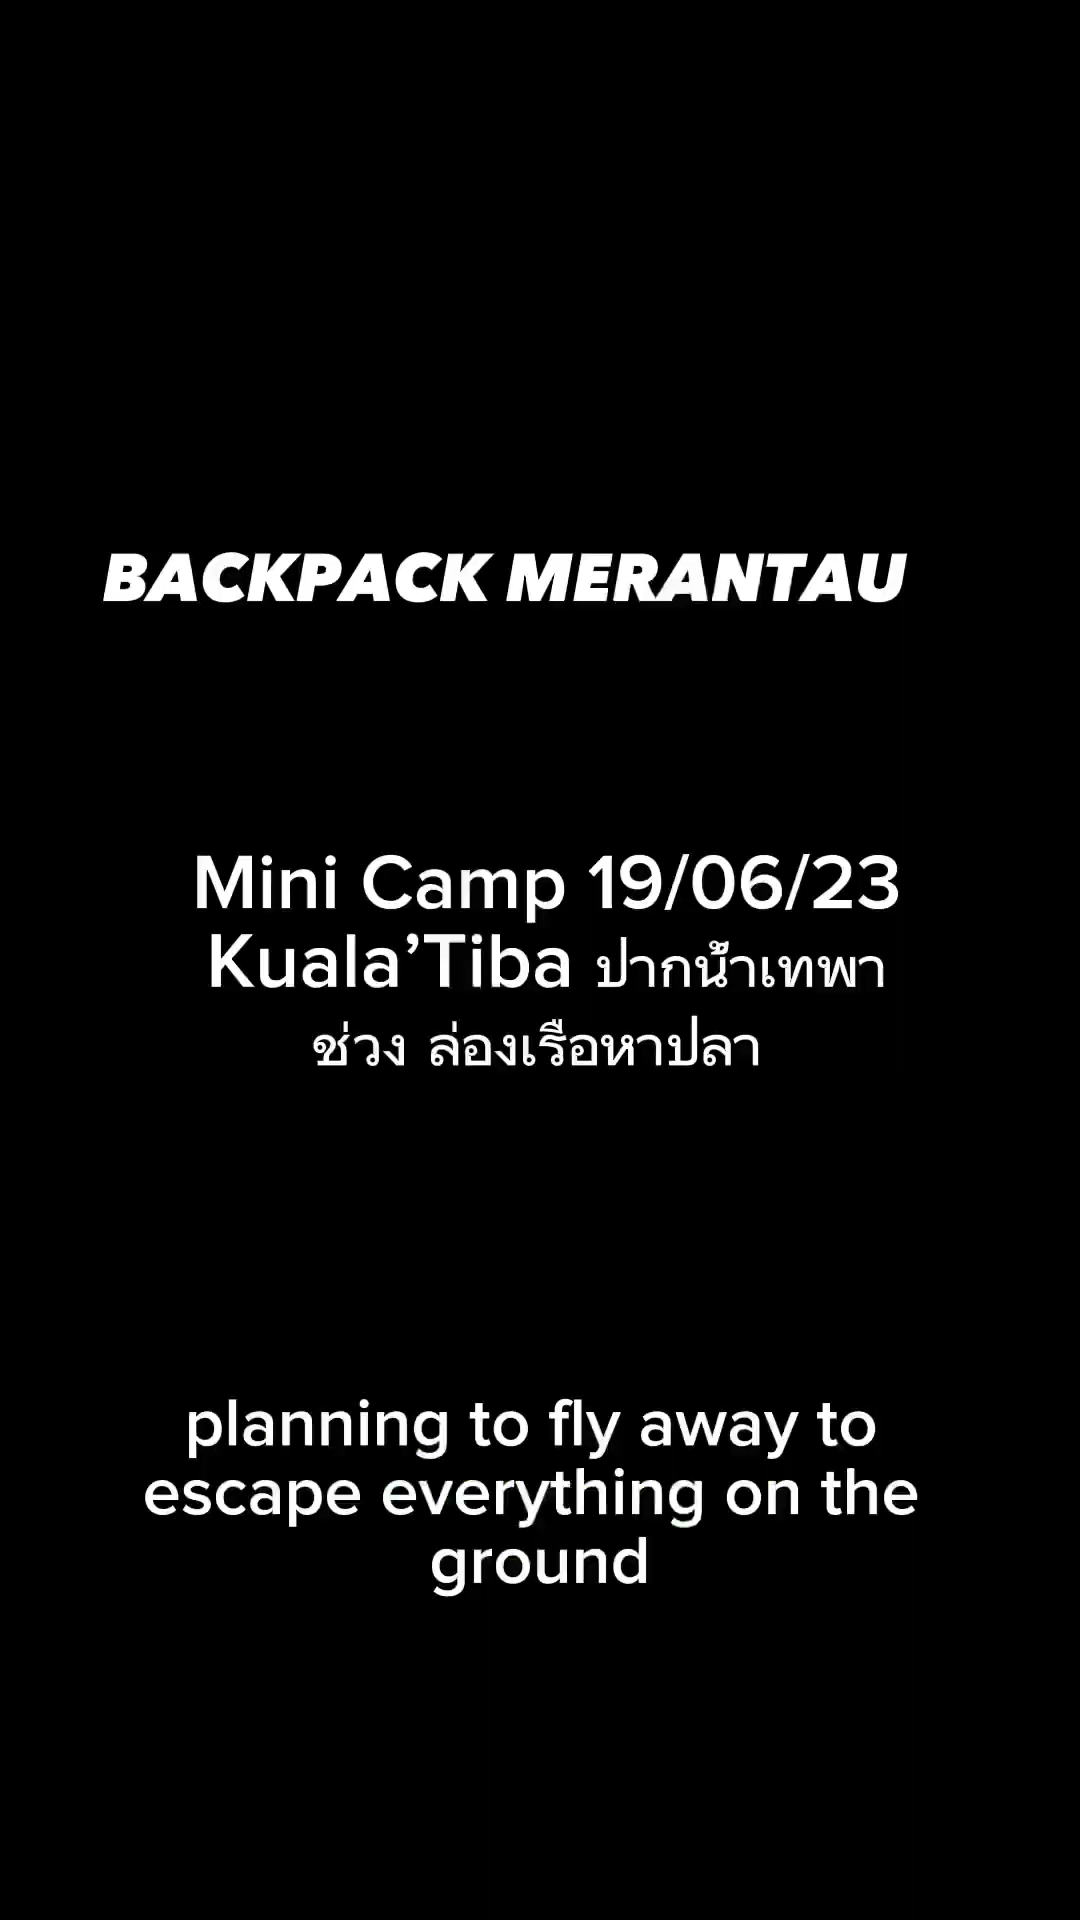 BACKPACK MERANTAU
Mini Camp 19/06/23
Kuala’Tiba ปากน้ำเทพา
ช่วง ล่องเรือหาปลา
planning to fly away to
escape everything on the
ground